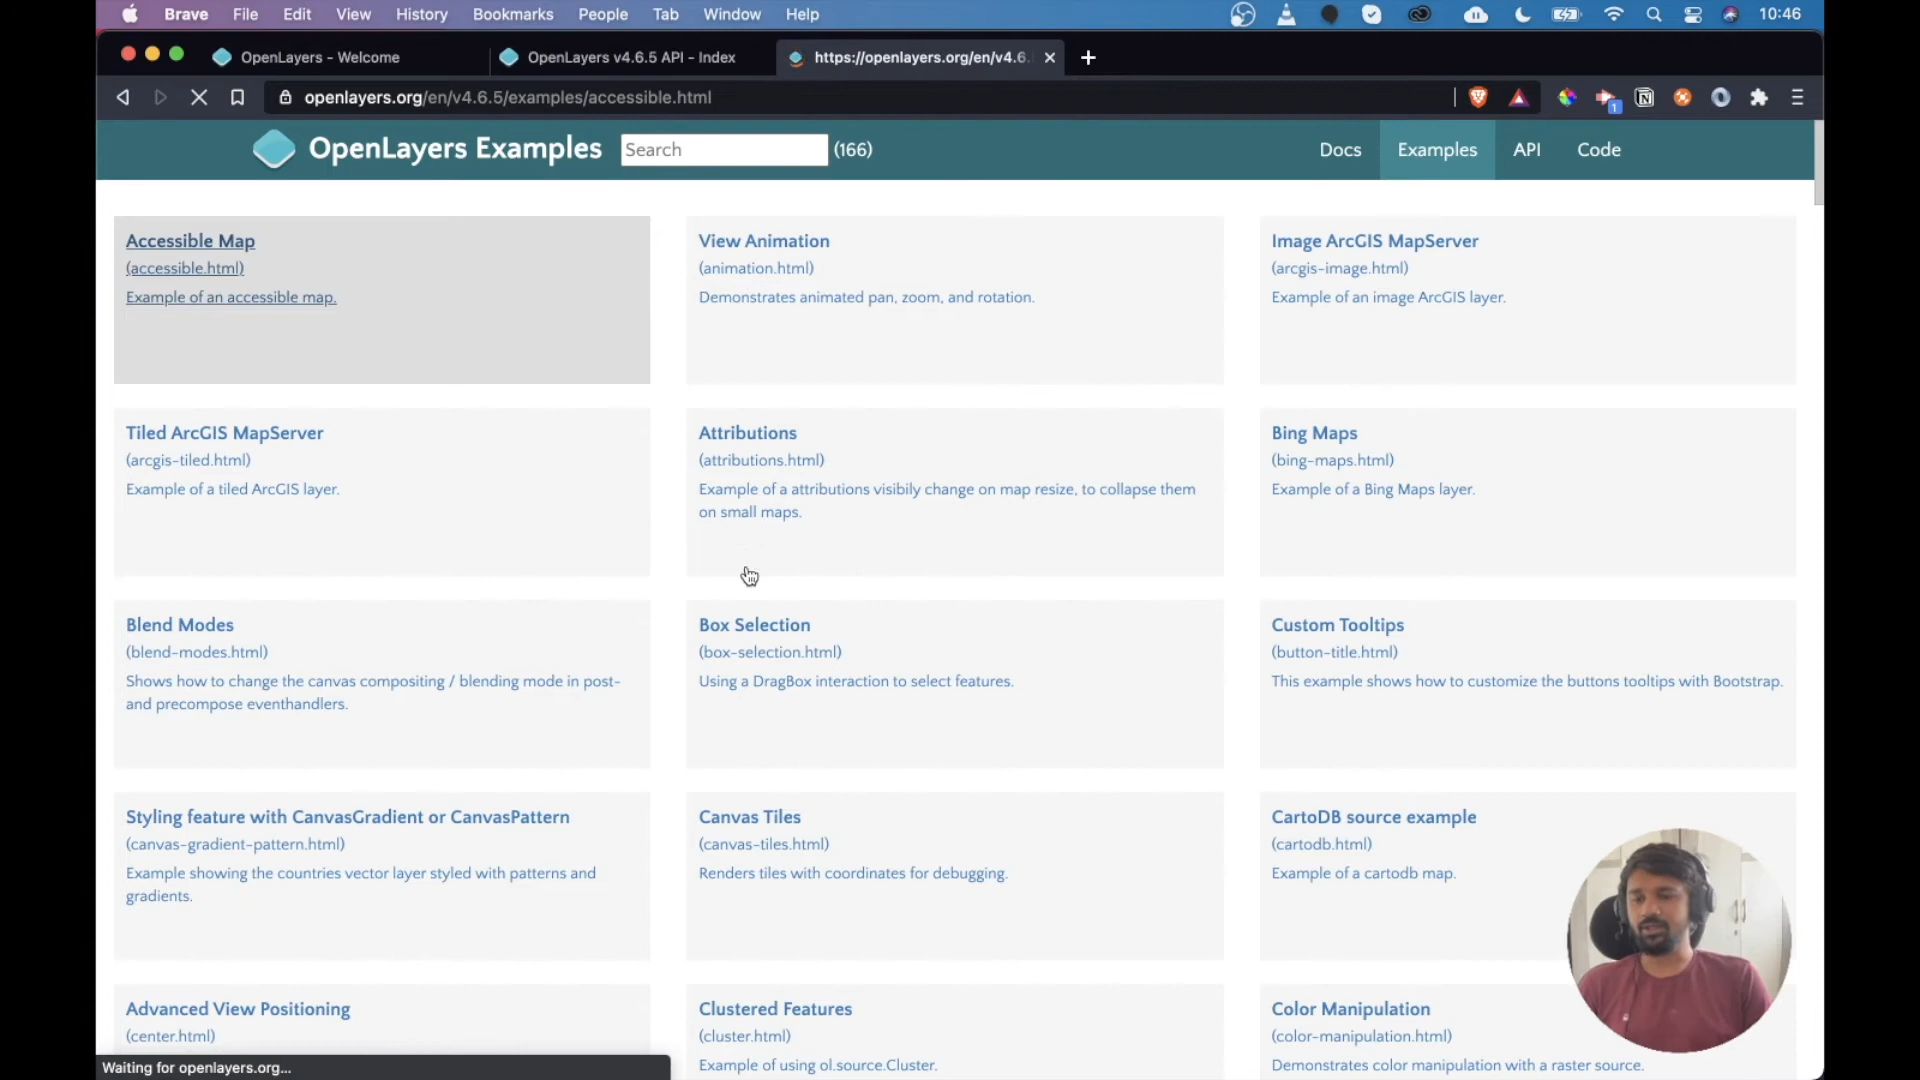 Brave File Edit View History Bookmarks People Tab Window Help 10:46
OpenLayers - Welcome OpenLayers v4.6.5 API - Index https://openlayers.org/en/v4.6.
openlayers.org/en/v4.6.5/examples/accessible.html 1
OpenLayers Examples Search (166) Docs Examples API Code
Accessible Map
(accessible.html)
Example of an accessible map.
View Animation
(animation.html)
Demonstrates animated pan, zoom, and rotation.
Image ArcGIS MapServer
(arcgis-image.html)
Example of an image ArcGIS layer.
Tiled ArcGIS MapServer
(arcgis-tiled.html)
Example of a tiled ArcGIS layer.
Attributions
(attributions.html)
Example of a attributions visibily change on map resize, to collapse them
on small maps.
Bing Maps
(bing-maps.html)
Example of a Bing Maps layer.
Blend Modes
(blend-modes.html)
Shows how to change the canvas compositing / blending mode in post-
and precompose eventhandlers.
Box Selection
(box-selection.html)
Using a DragBox interaction to select features.
Custom Tooltips
(button-title.html)
This example shows how to customize the buttons tooltips with Bootstrap.
Styling feature with CanvasGradient or CanvasPattern
(canvas-gradient-pattern.html)
Example showing the countries vector layer styled with patterns and
gradients.
Canvas Tiles
(canvas-tiles.html)
Renders tiles with coordinates for debugging.
CartoDB source example
(cartodb.html)
Example of a cartodb map.
Advanced View Positioning
(center.html)
Clustered Features
(cluster.html)
Example of using ol.source.Cluster.
Color Manipulation
(color-manipulation.html)
Demonstrates color manipulation with a raster source.
Waiting for openlayers.org...